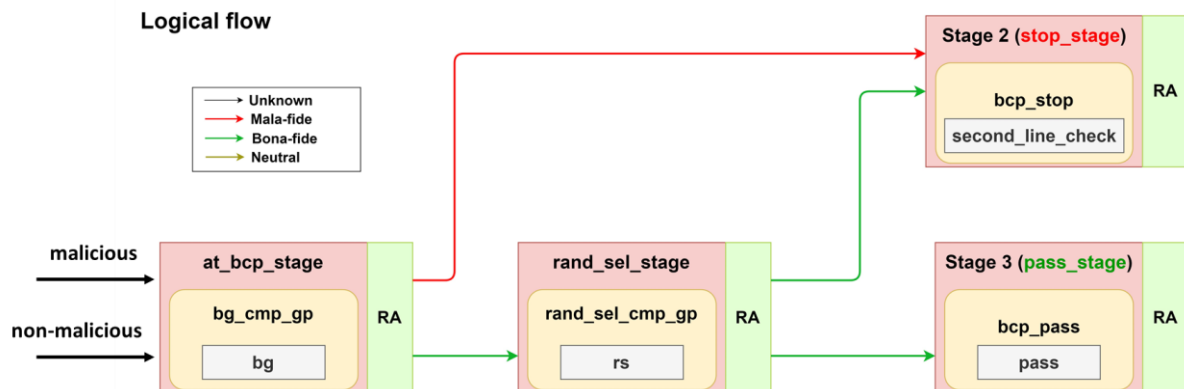 Logical flow
Unknown
Mala-fide
Bona-fide
Neutral
Stage 2 (stop_stage)
bcp_stop
second_line_check
RA
malicious
non-malicious
at_bcp_stage
bg_cmp_gp
bg
RA
rand_sel_stage
rand_sel_cmp_gp
rs
RA
Stage 3 (pass_stage)
bcp_pass
pass
RA